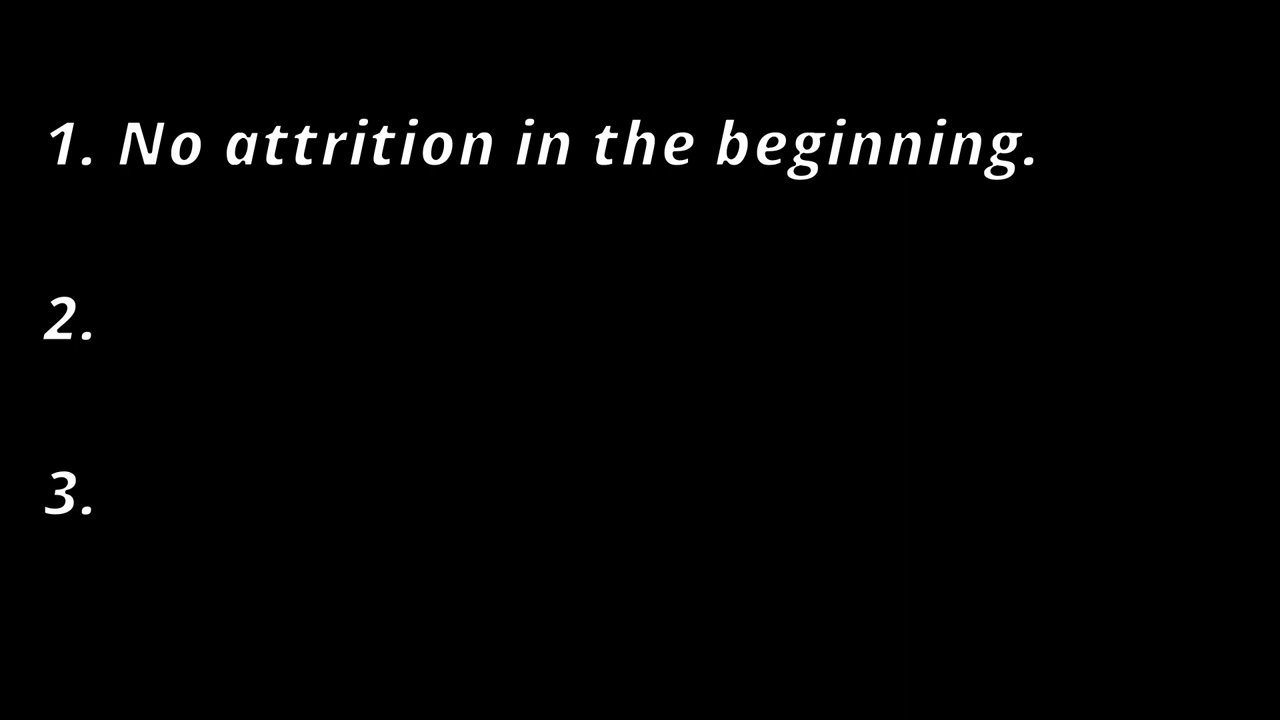 1. No attrition in the beginning.
2.
3.